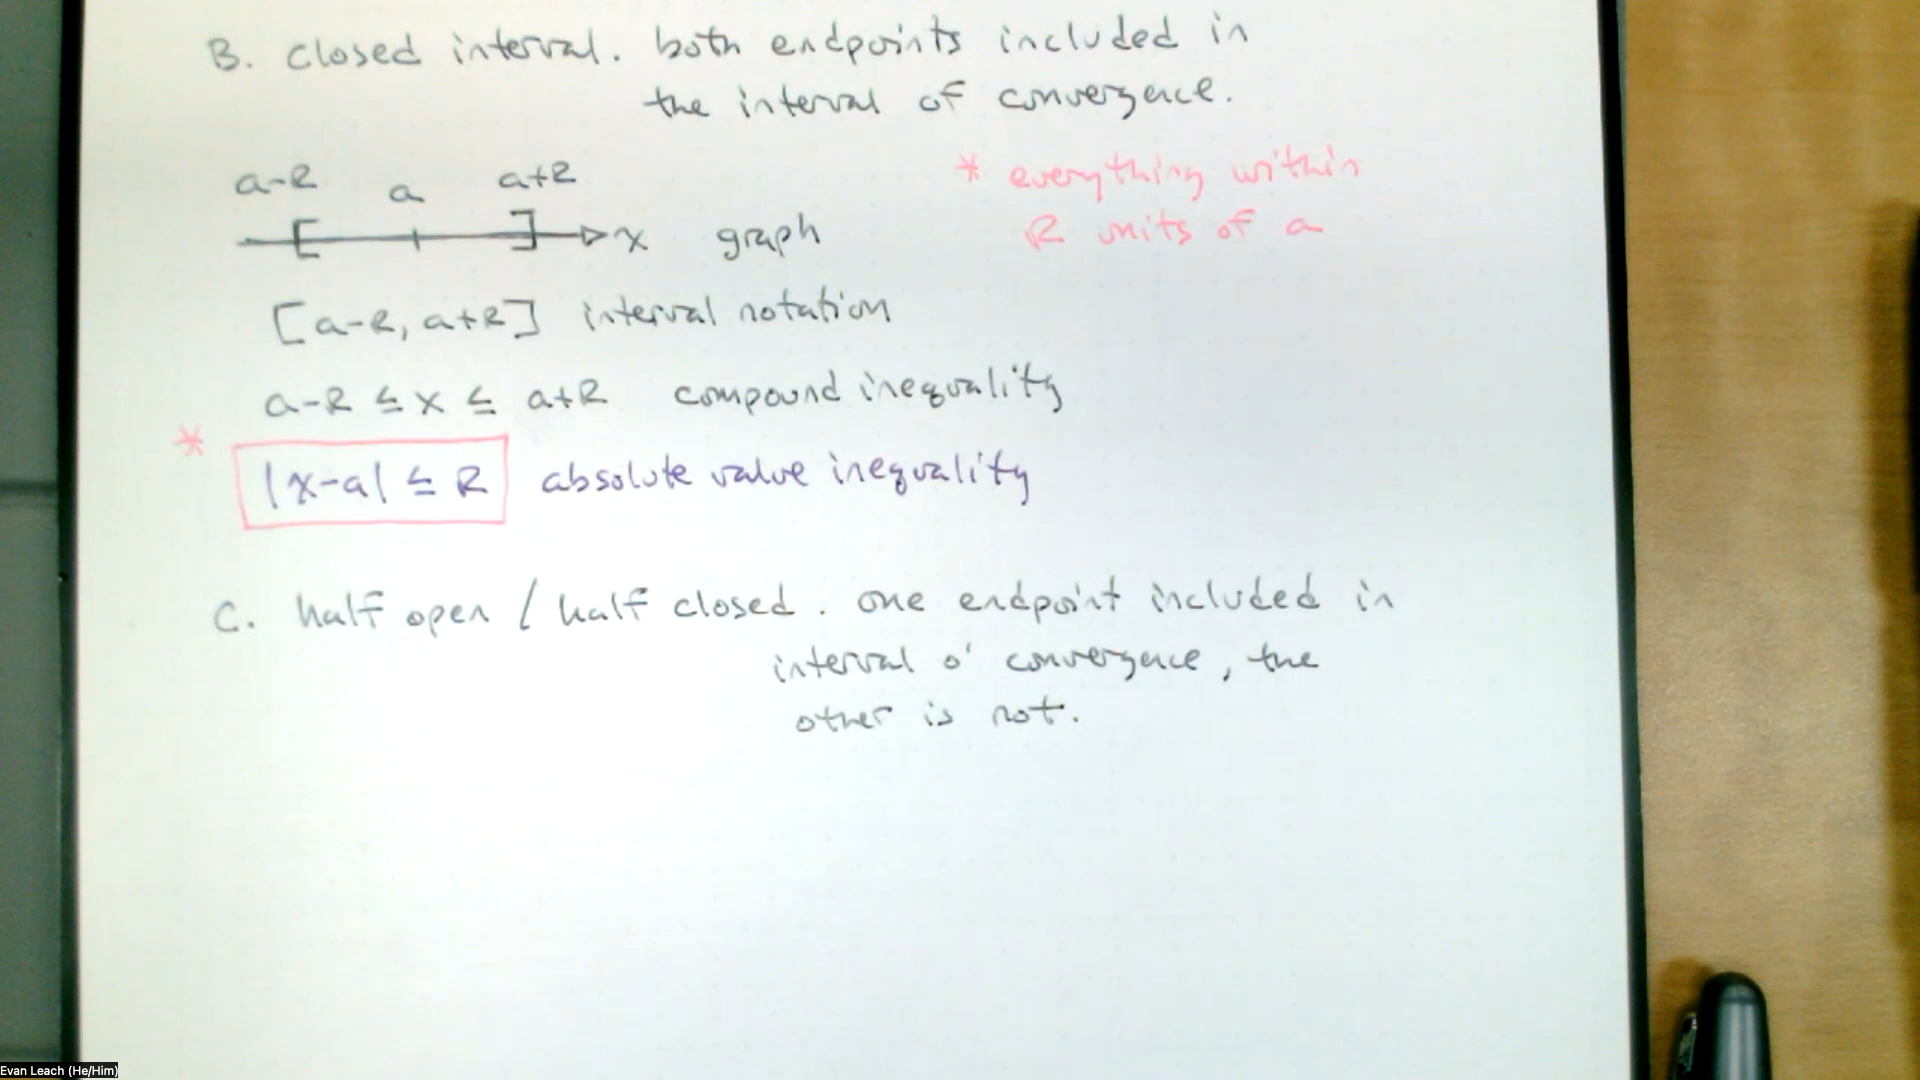 B. closed interval. both endpoints included in
the interval of convergence.
a-R a a+R
x graph
* everything within
R units of a
[a-R, a+R] interval notation
a-R ≤ x ≤ a+R compound inequality
*
|x-a| ≤ R absolute value inequality
C. half open / half closed. one endpoint included in
interval o' convergence, the
other is not.
Evan Leach (He/Him)